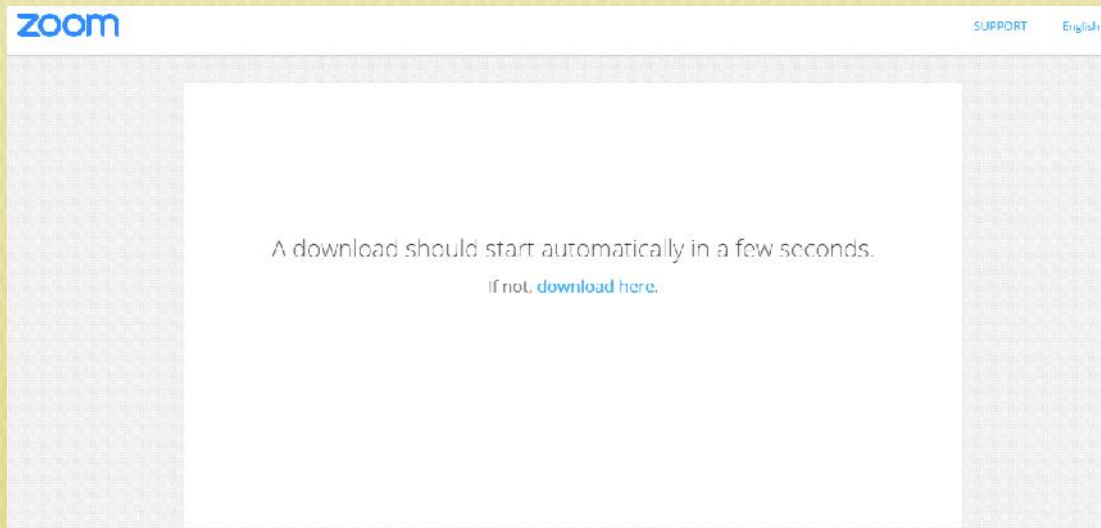 zoom
SUPPORT English
A download should start automatically in a few seconds.
If not, download here.